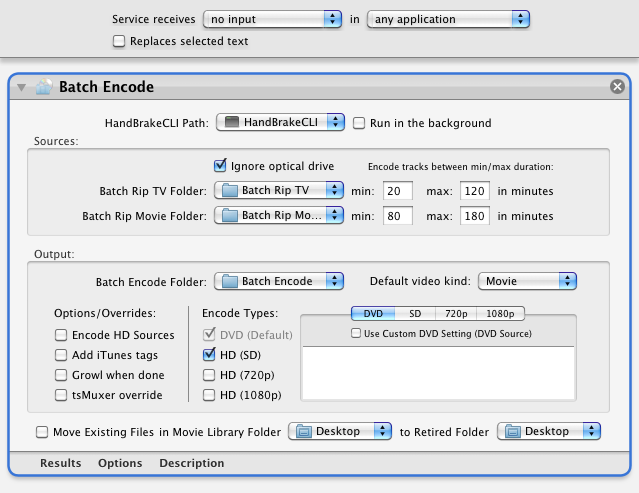 Service receives no input in any application
Replaces selected text
Batch Encode
HandBrakeCLI Path: HandBrakeCLI Run in the background
Sources:
Ignore optical drive Encode tracks between min/max duration:
Batch Rip TV Folder: Batch Rip TV min: 20 max: 120 in minutes
Batch Rip Movie Folder: Batch Rip Mo... min: 80 max: 180 in minutes
Output:
Batch Encode Folder: Batch Encode Default video kind: Movie
Options/Overrides: Encode Types: DVD SD 720p 1080p
Encode HD Sources DVD (Default) Use Custom DVD Setting (DVD Source)
Add iTunes tags HD (SD)
Growl when done HD (720p)
tsMuxer override HD (1080p)
Move Existing Files in Movie Library Folder Desktop to Retired Folder Desktop
Results Options Description